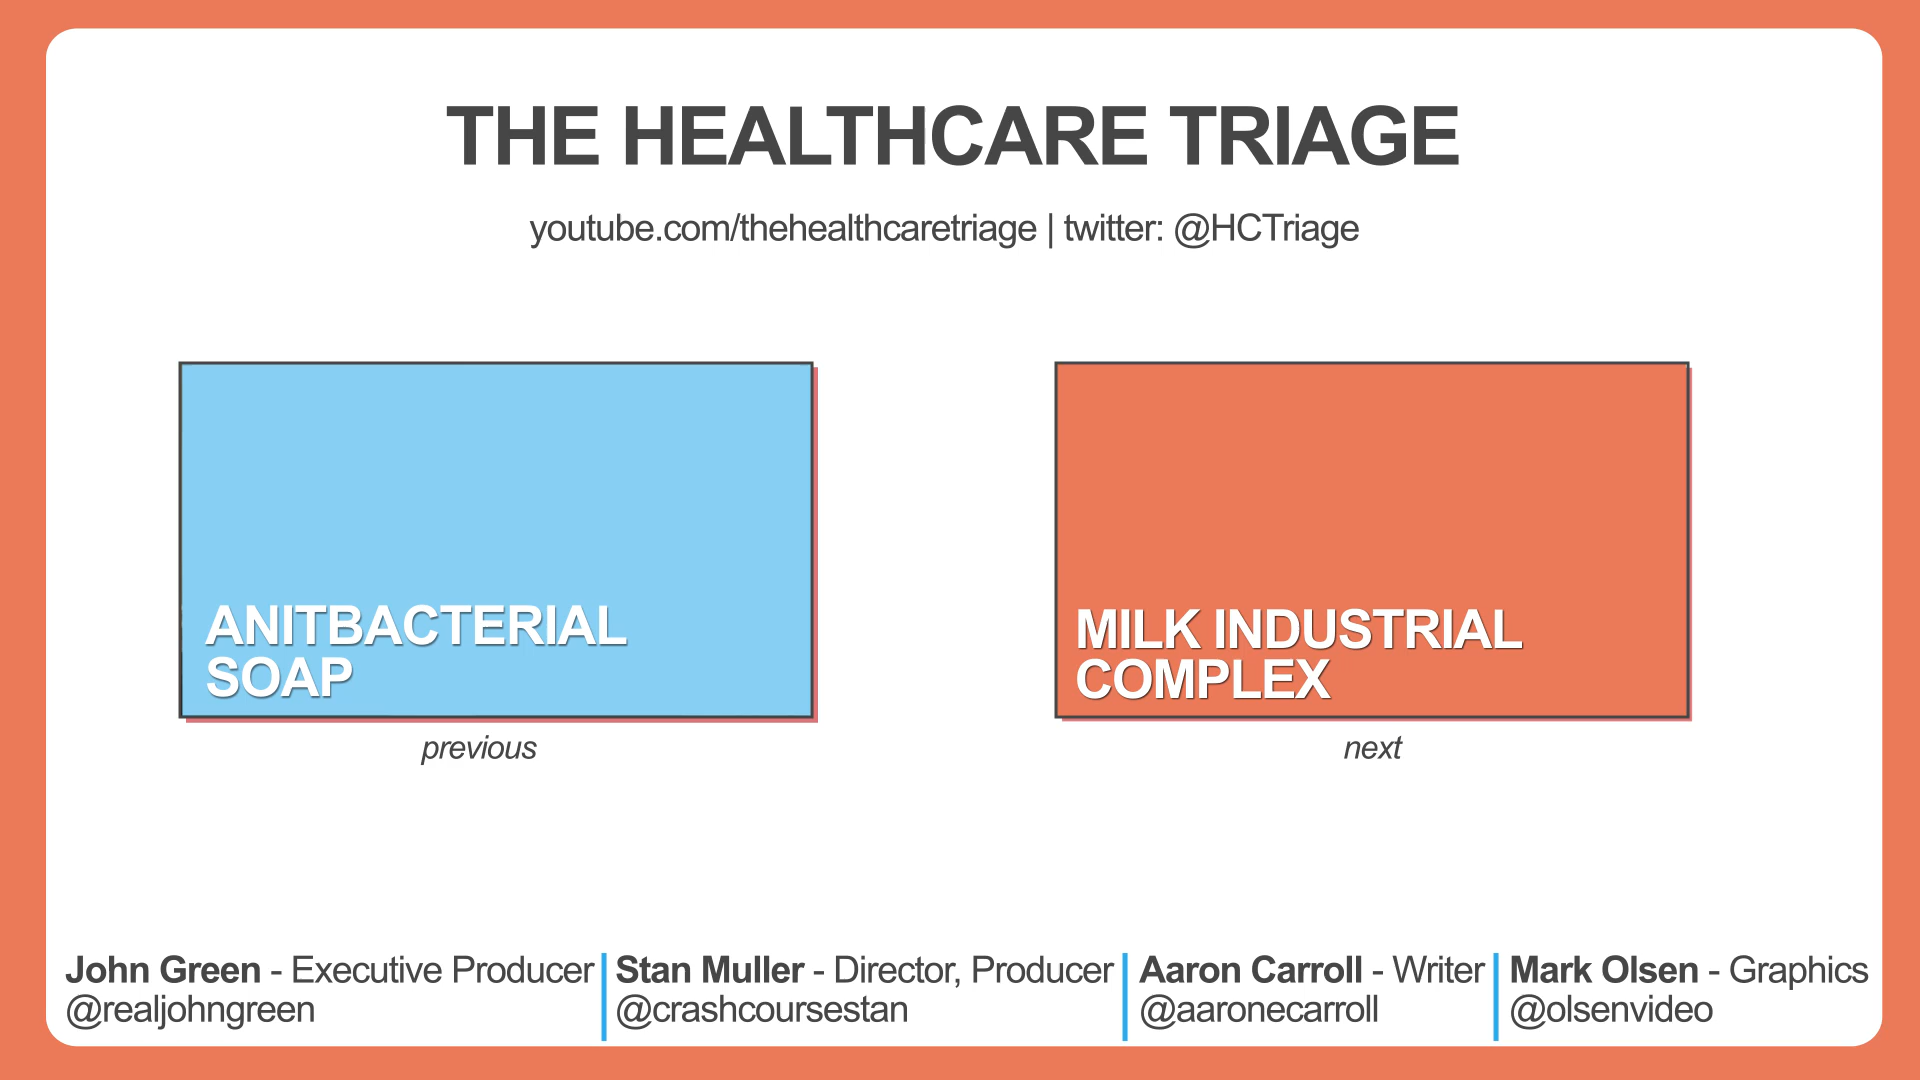 THE HEALTHCARE TRIAGE
youtube.com/thehealthcaretriage | twitter: @HCTriage
ANITBACTERIAL
SOAP
previous
MILK INDUSTRIAL
COMPLEX
next
John Green - Executive Producer
@realjohngreen
Stan Muller - Director, Producer
@crashcoursestan
Aaron Carroll - Writer
@aaronecarroll
Mark Olsen - Graphics
@olsenvideo